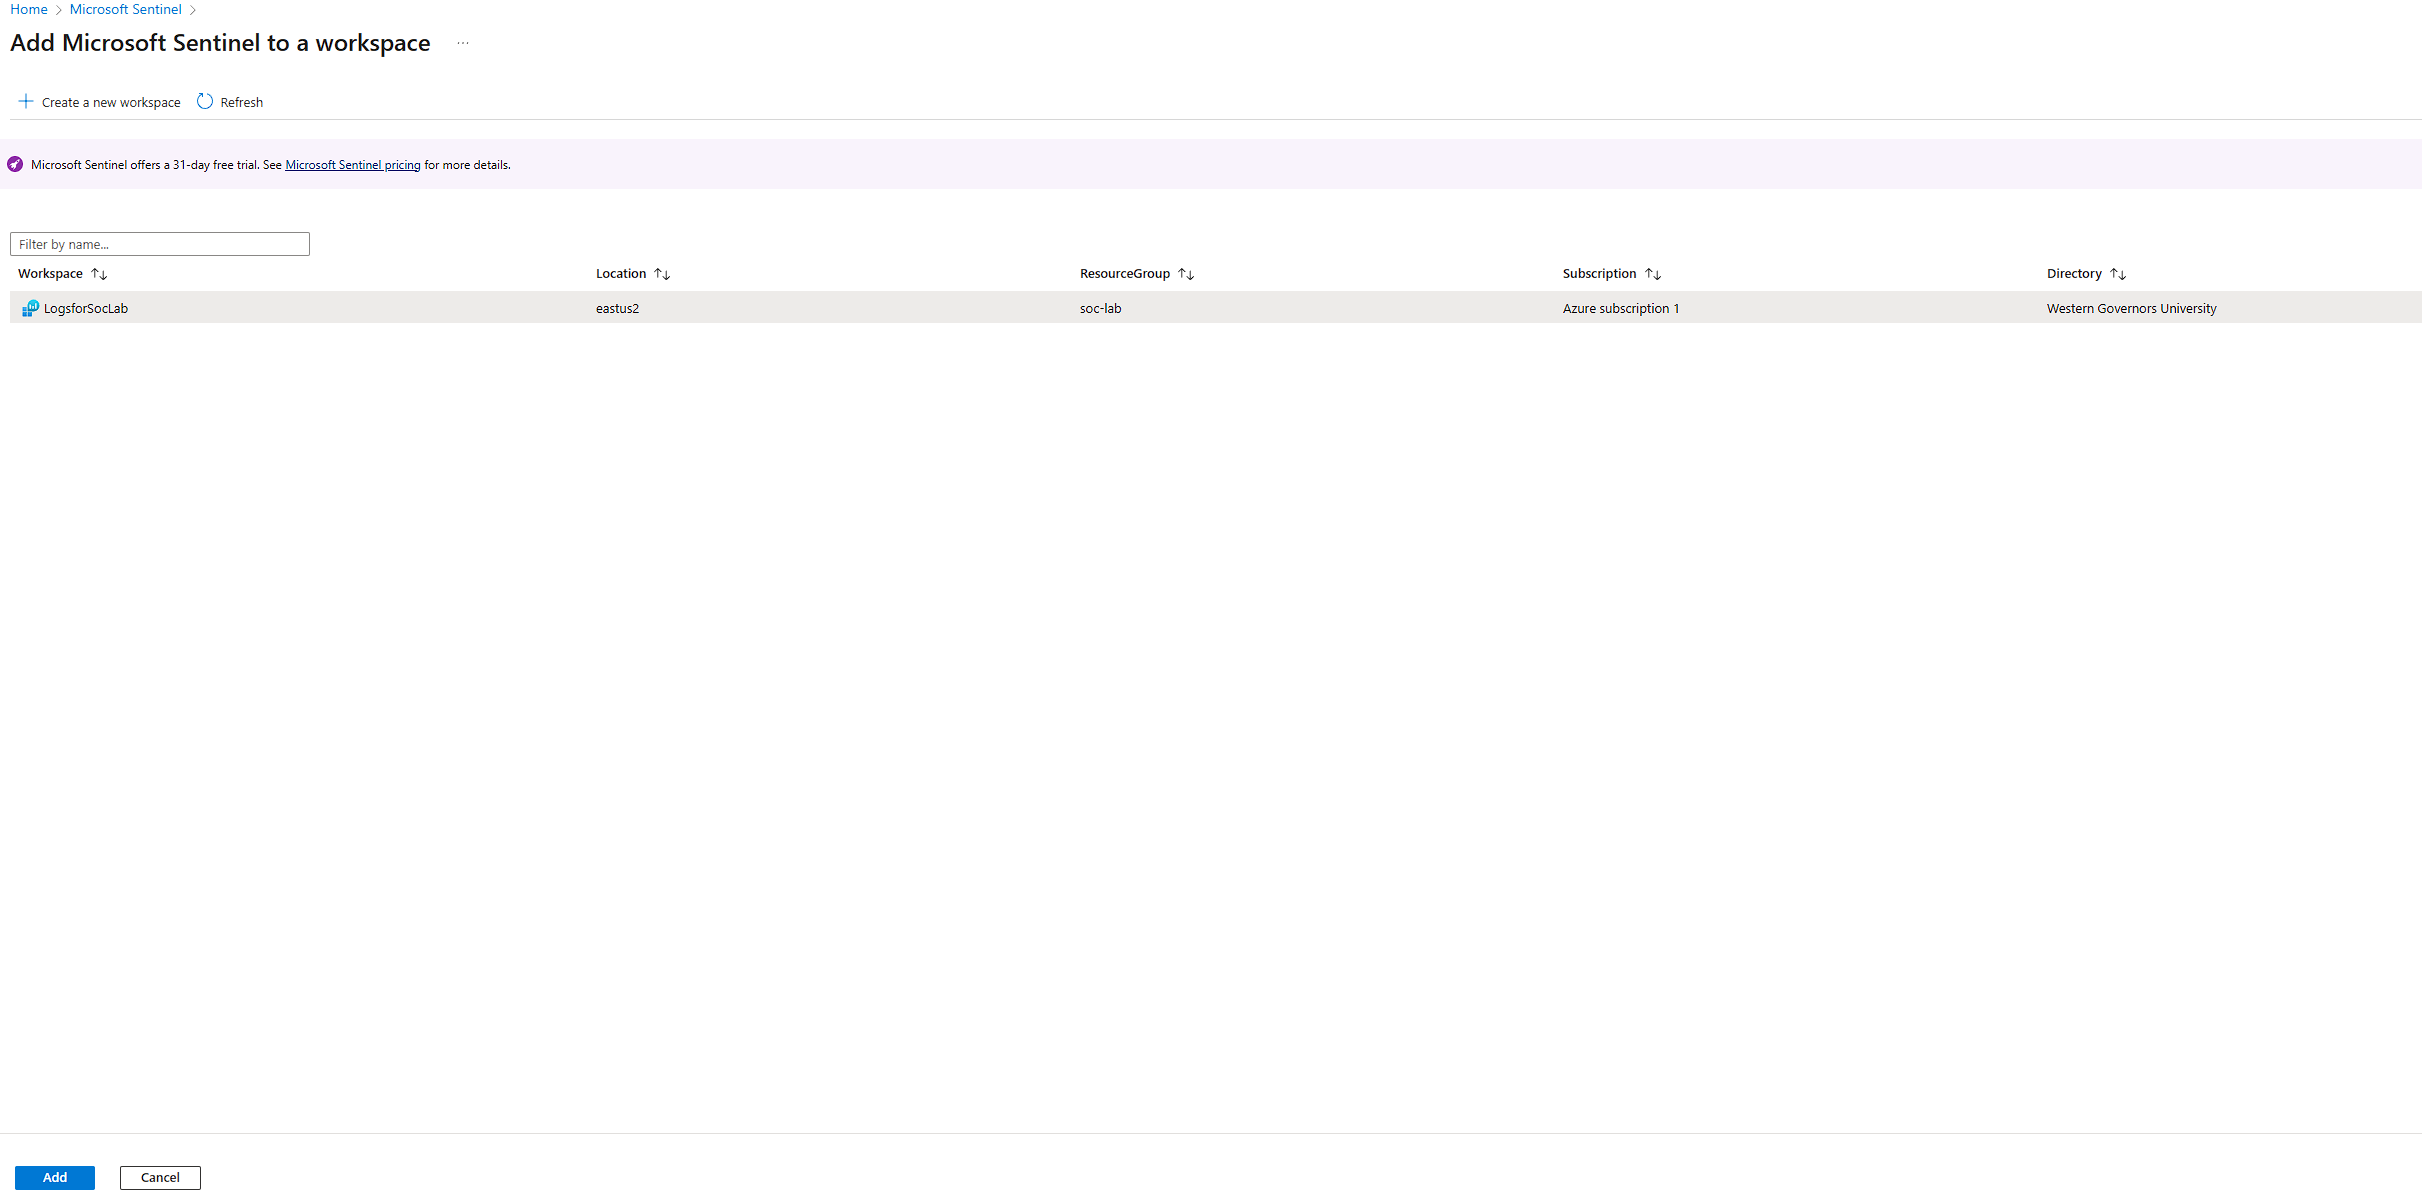 Home > Microsoft Sentinel >
Add Microsoft Sentinel to a workspace ...
Create a new workspace Refresh
Microsoft Sentinel offers a 31-day free trial. See Microsoft Sentinel pricing for more details.
Filter by name...
Workspace ↑↓ Location ↑↓ ResourceGroup ↑↓ Subscription ↑↓ Directory ↑↓
LogsforSocLab eastus2 soc-lab Azure subscription 1 Western Governors University
Add Cancel